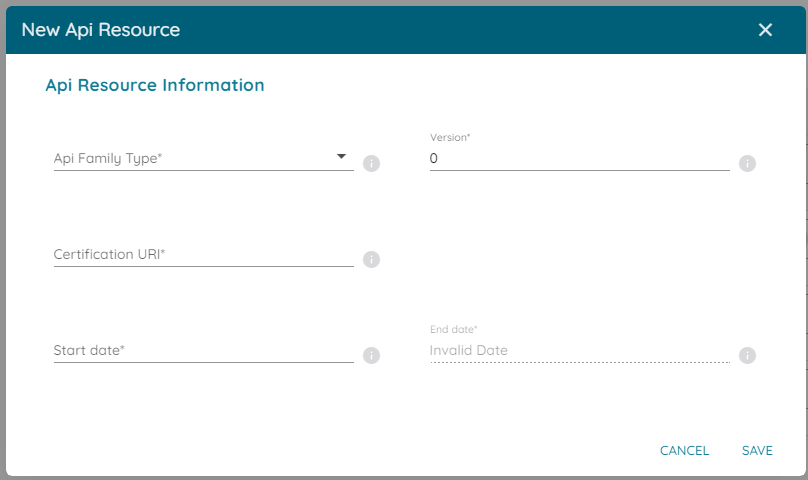 New Api Resource
Api Resource Information
Api Family Type*
Version*
0
Certification URI*
Start date*
End date*
Invalid Date
CANCEL
SAVE